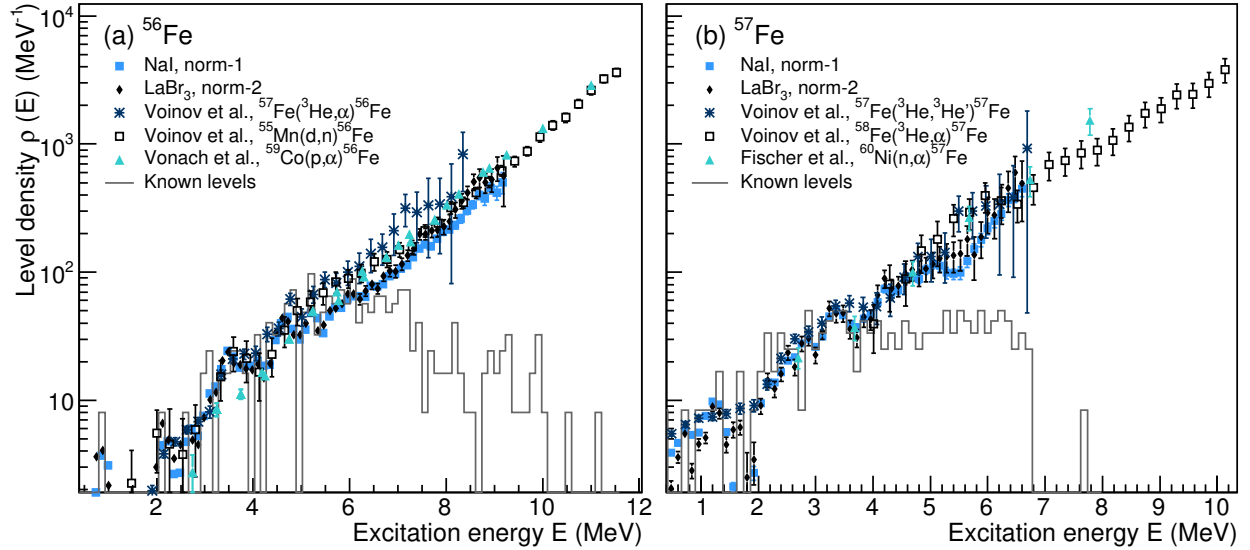 Level density ρ (E) (MeV⁻¹)
10⁴
10³
10²
10
(a) ⁵⁶Fe
NaI, norm-1
LaBr₃, norm-2
Voinov et al., ⁵⁷Fe(³He,α)⁵⁶Fe
Voinov et al., ⁵⁵Mn(d,n)⁵⁶Fe
Vonach et al., ⁵⁹Co(p,α)⁵⁶Fe
Known levels
2 4 6 8 10 12
Excitation energy E (MeV)
(b) ⁵⁷Fe
NaI, norm-1
LaBr₃, norm-2
Voinov et al., ⁵⁷Fe(³He,³He')⁵⁷Fe
Voinov et al., ⁵⁸Fe(³He,α)⁵⁷Fe
Fischer et al., ⁶⁰Ni(n,α)⁵⁷Fe
Known levels
1 2 3 4 5 6 7 8 9 10
Excitation energy E (MeV)